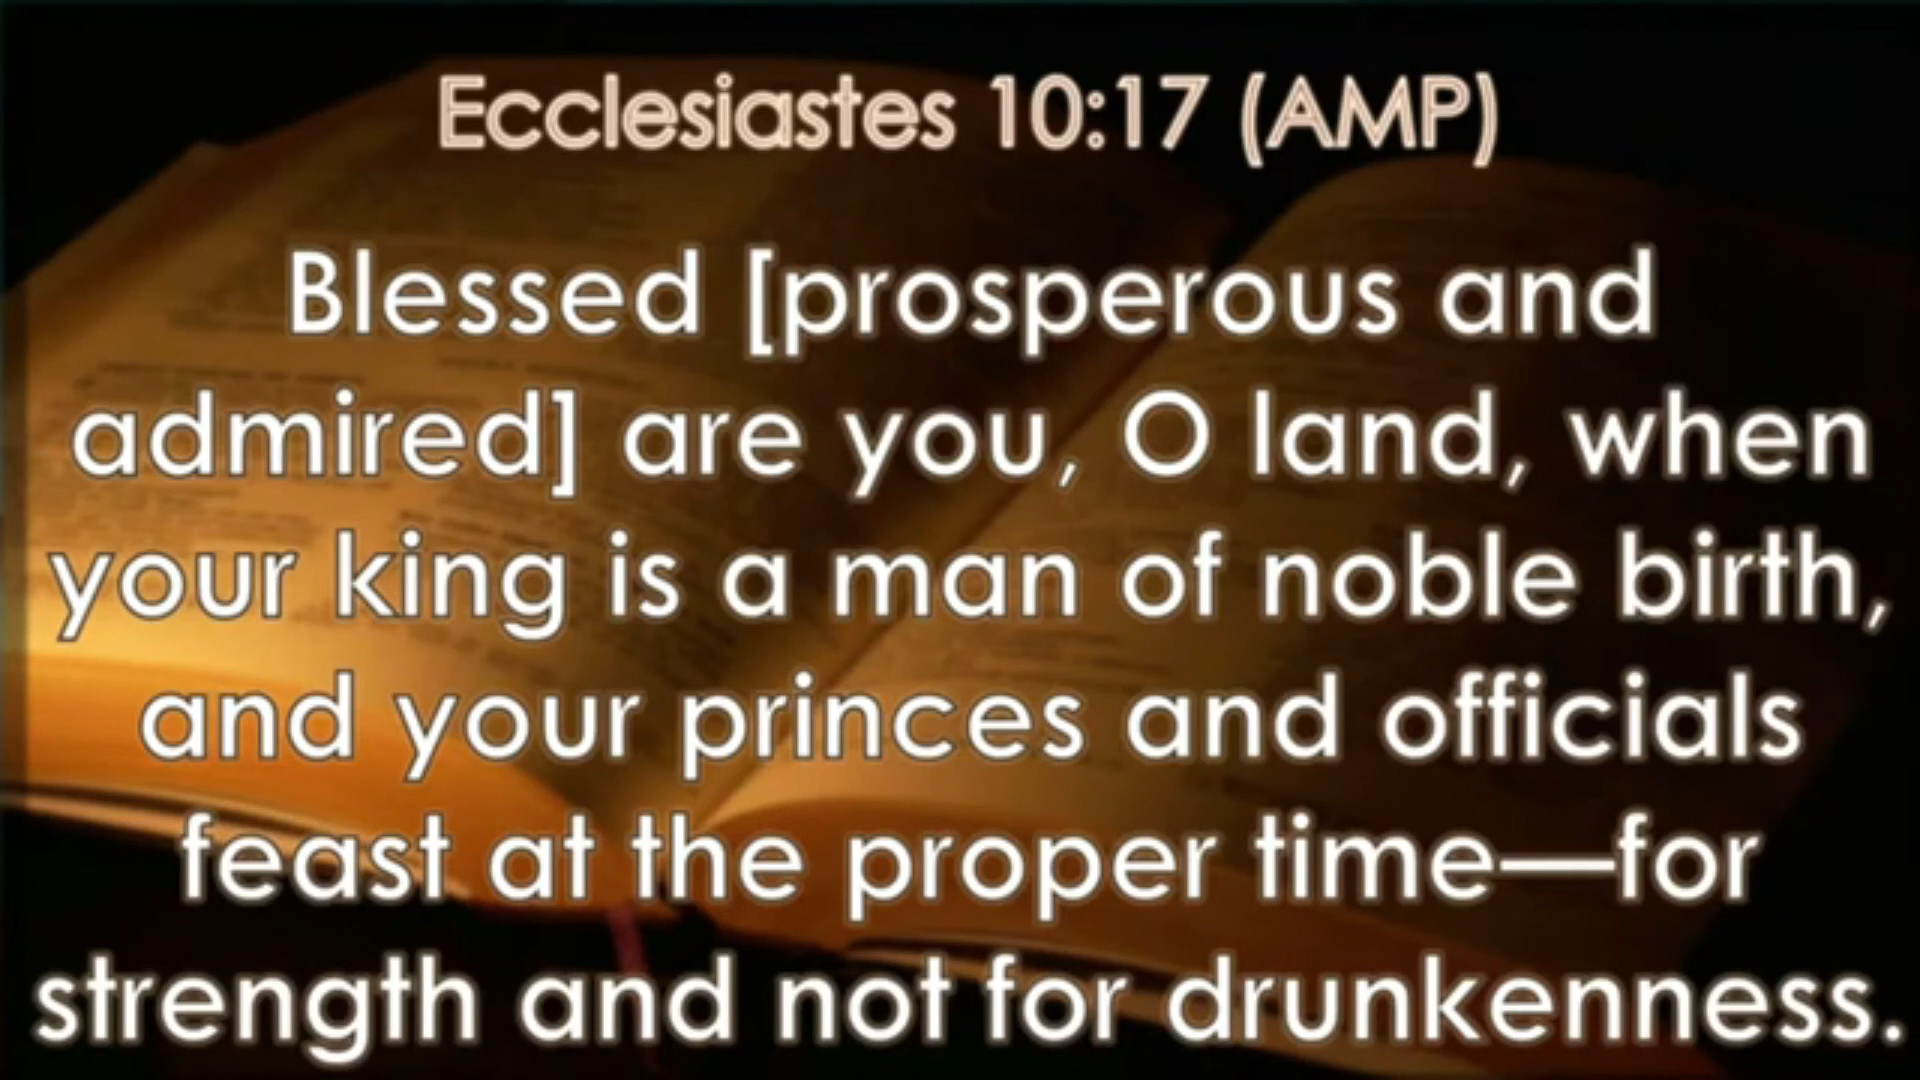 Ecclesiastes 10:17 (AMP)
Blessed [prosperous and
admired] are you, O land, when
your king is a man of noble birth,
and your princes and officials
feast at the proper time—for
strength and not for drunkenness.